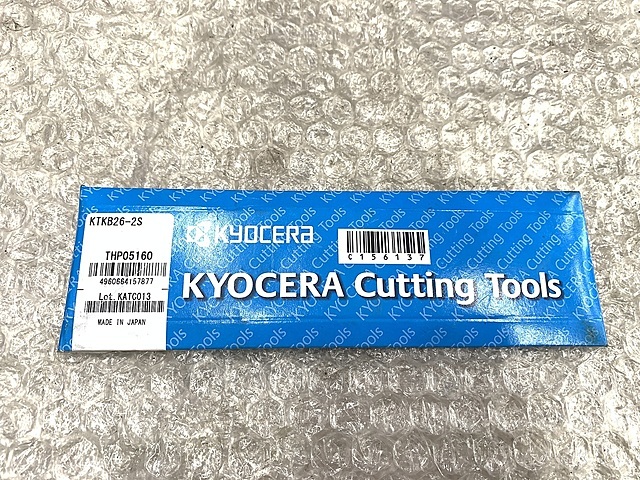 KTKB26-2S
THP05160
4960664157877
Lot. KATC013
MADE IN JAPAN
KYOCERA
C156137
KYOCERA Cutting Tools